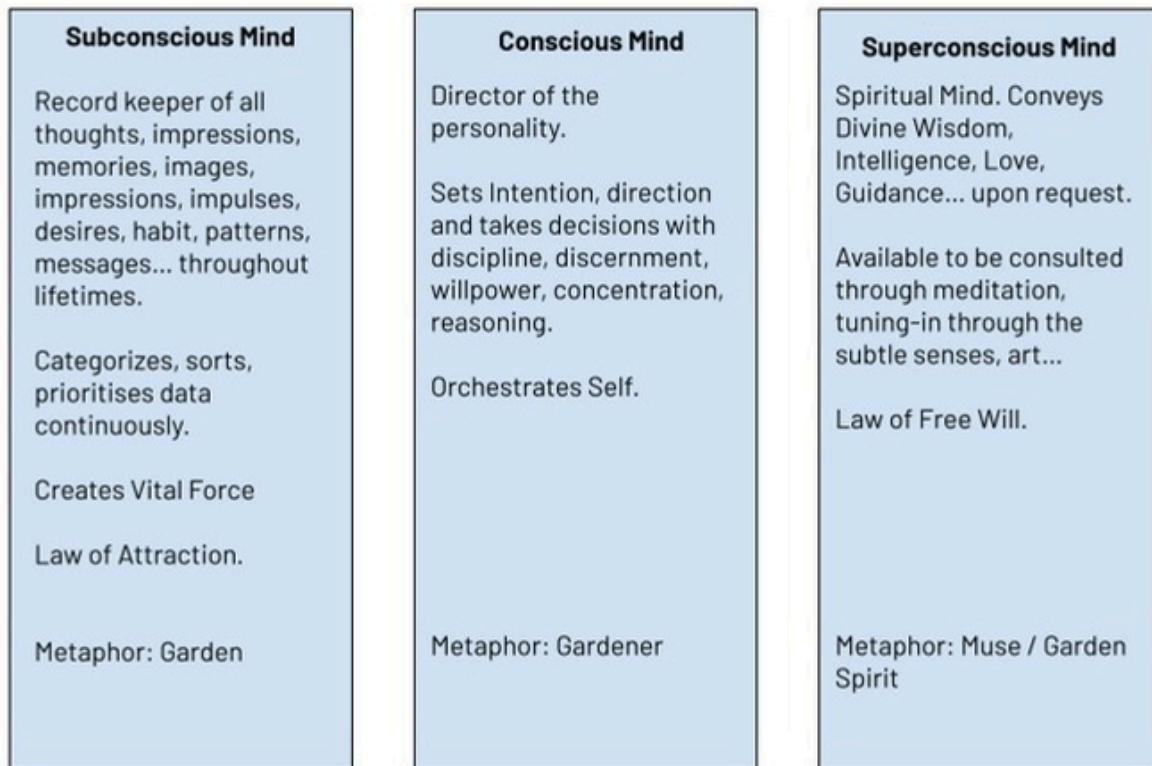 Subconscious Mind
Record keeper of all
thoughts, impressions,
memories, images,
impressions, impulses,
desires, habit, patterns,
messages... throughout
lifetimes.
Categorizes, sorts,
prioritises data
continuously.
Creates Vital Force
Law of Attraction.
Metaphor: Garden
Conscious Mind
Director of the
personality.
Sets Intention, direction
and takes decisions with
discipline, discernment,
willpower, concentration,
reasoning.
Orchestrates Self.
Metaphor: Gardener
Superconscious Mind
Spiritual Mind. Conveys
Divine Wisdom,
Intelligence, Love,
Guidance... upon request.
Available to be consulted
through meditation,
tuning-in through the
subtle senses, art...
Law of Free Will.
Metaphor: Muse / Garden
Spirit